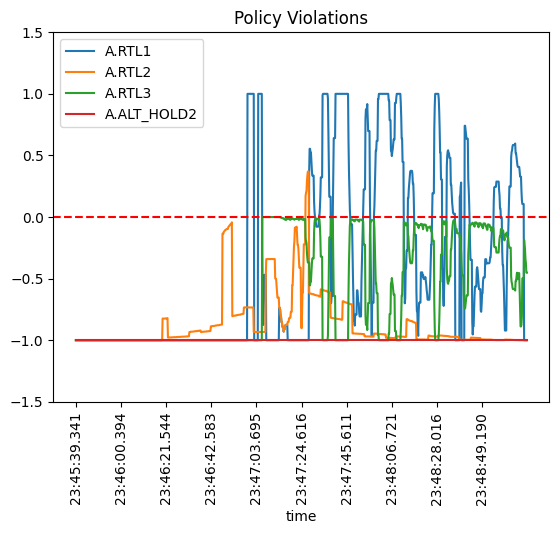 Policy Violations
A.RTL1
A.RTL2
A.RTL3
A.ALT_HOLD2
1.5
1.0
0.5
0.0
−0.5
−1.0
−1.5
23:45:39.341
23:46:00.394
23:46:21.544
23:46:42.583
23:47:03.695
23:47:24.616
23:47:45.611
23:48:06.721
23:48:28.016
23:48:49.190
time